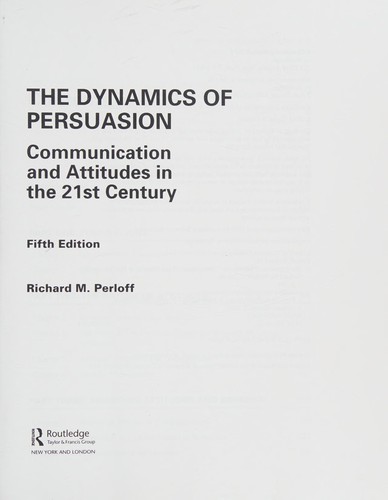 THE DYNAMICS OF
PERSUASION
Communication
and Attitudes in
the 21st Century
Fifth Edition
Richard M. Perloff
Routledge
Taylor & Francis Group
NEW YORK AND LONDON